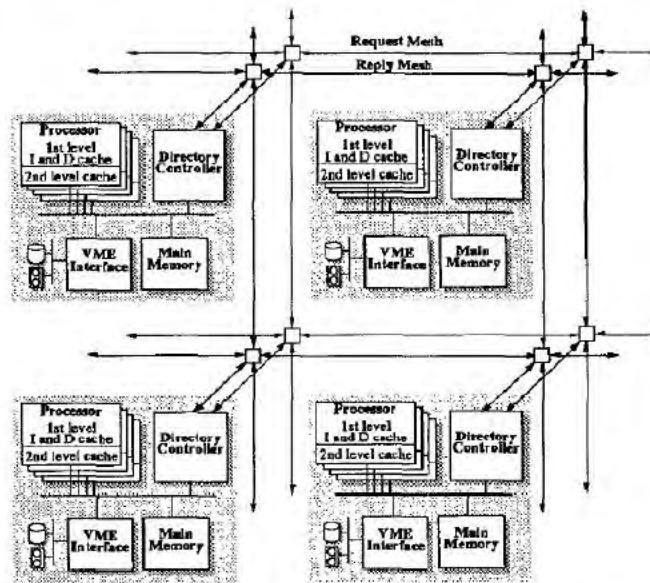 Request Mesh
Reply Mesh
Processor
1st level
I and D cache
2nd level cache
Directory
Controller
VME
Interface
Main
Memory
Processor
1st level
I and D cache
2nd level cache
Directory
Controller
VME
Interface
Main
Memory
Processor
1st level
I and D cache
2nd level cache
Directory
Controller
VME
Interface
Main
Memory
Processor
1st level
I and D cache
2nd level cache
Directory
Controller
VME
Interface
Main
Memory